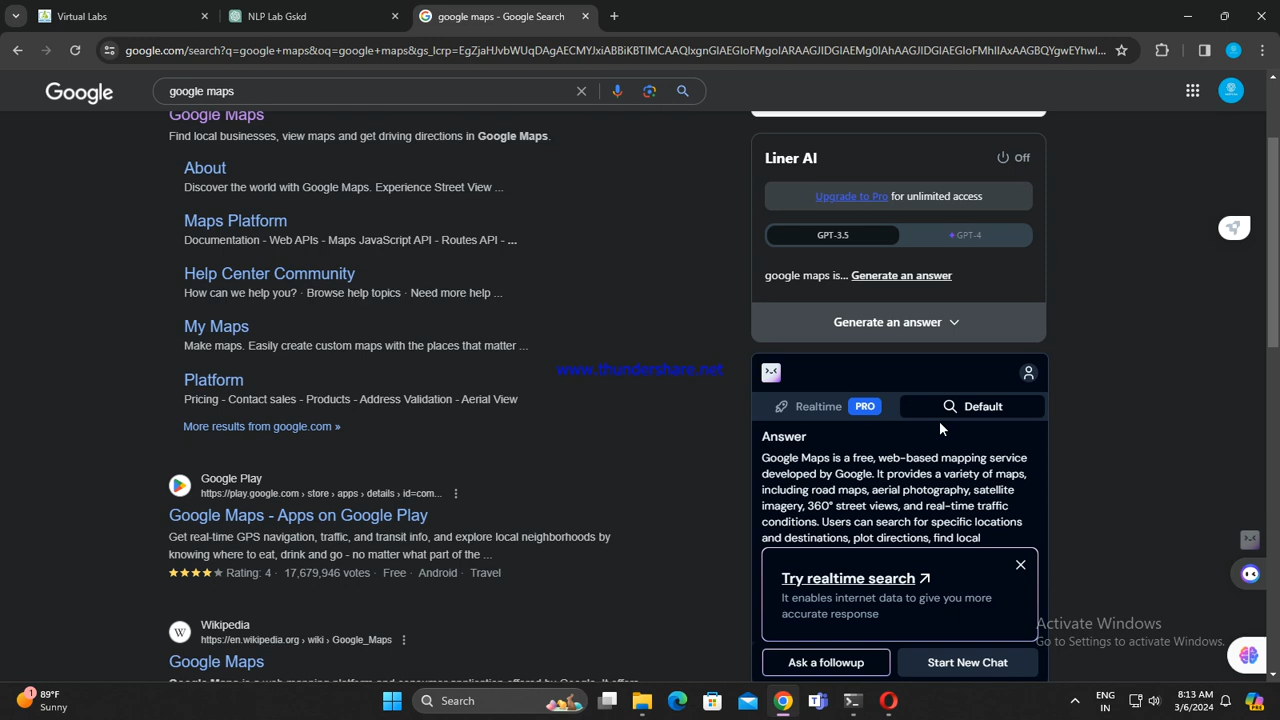 Virtual Labs
NLP Lab Gskd
google maps - Google Search
google.com/search?q=google+maps&oq=google+maps&gs_lcrp=EgZjaHJvbWUqDAgAECMYJxiABBiKBTIMCAAQIxgnGIAEGIoFMgoIARAAGJIDGIAEMg0IAhAAGJIDGIAEGIoFMhIIAxAAGBQYgwEYhwI...
Google
google maps
Google Maps
Find local businesses, view maps and get driving directions in Google Maps.
About
Discover the world with Google Maps. Experience Street View ...
Maps Platform
Documentation - Web APIs - Maps JavaScript API - Routes API - ...
Help Center Community
How can we help you? · Browse help topics · Need more help ...
My Maps
Make maps. Easily create custom maps with the places that matter ...
Platform
Pricing - Contact sales - Products - Address Validation - Aerial View
More results from google.com »
Google Play
https://play.google.com › store › apps › details › id=com...
Google Maps - Apps on Google Play
Get real-time GPS navigation, traffic, and transit info, and explore local neighborhoods by
knowing where to eat, drink and go - no matter what part of the ...
Rating: 4 · 17,679,946 votes · Free · Android · Travel
Wikipedia
https://en.wikipedia.org › wiki › Google_Maps
Google Maps
www.thundershare.net
Liner AI
Off
Upgrade to Pro for unlimited access
GPT-3.5
GPT-4
google maps is... Generate an answer
Generate an answer
Realtime PRO
Default
Answer
Google Maps is a free, web-based mapping service
developed by Google. It provides a variety of maps,
including road maps, aerial photography, satellite
imagery, 360° street views, and real-time traffic
conditions. Users can search for specific locations
and destinations, plot directions, find local
Try realtime search
It enables internet data to give you more
accurate response
Ask a followup
Start New Chat
Activate Windows
Go to Settings to activate Windows.
1
89°F
Sunny
Search
ENG
IN
8:13 AM
3/6/2024